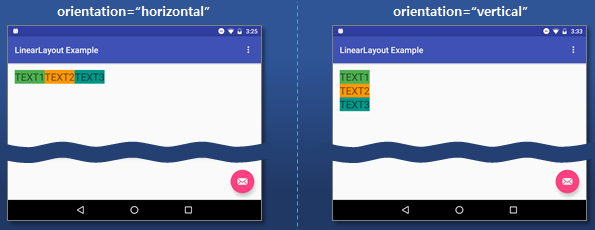 orientation=“horizontal”
3:25
LinearLayout Example
TEXT1TEXT2TEXT3
orientation=“vertical”
3:33
LinearLayout Example
TEXT1
TEXT2
TEXT3